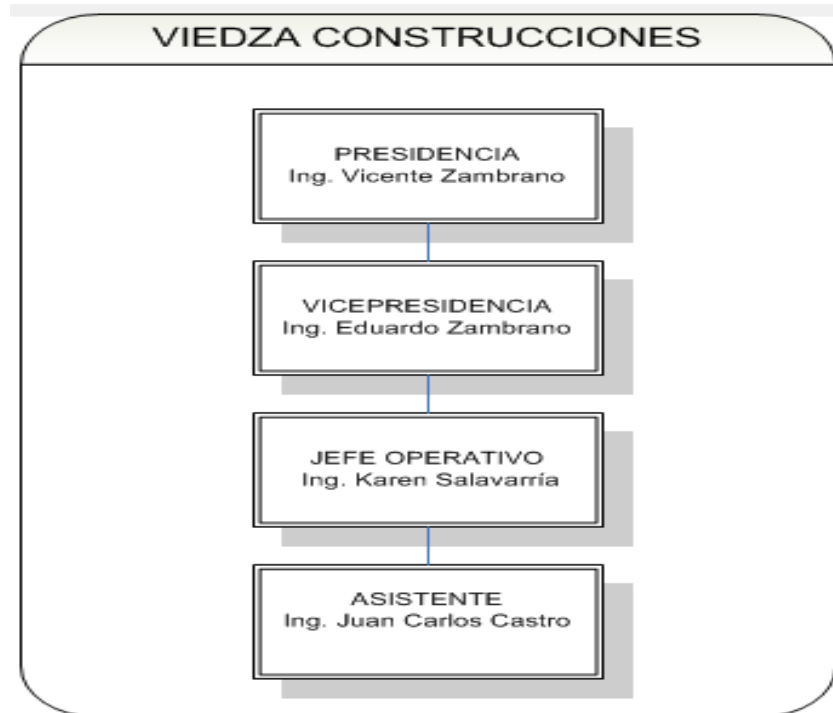 VIEDZA CONSTRUCCIONES
PRESIDENCIA
Ing. Vicente Zambrano
VICEPRESIDENCIA
Ing. Eduardo Zambrano
JEFE OPERATIVO
Ing. Karen Salavarría
ASISTENTE
Ing. Juan Carlos Castro